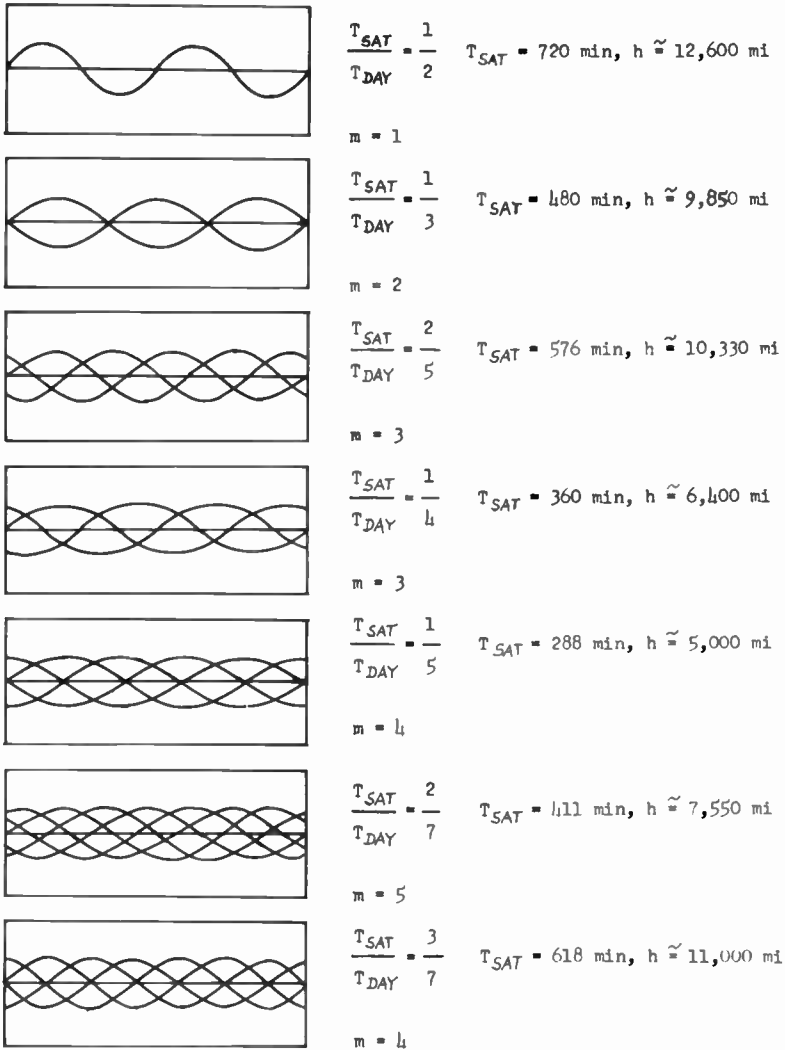 T_SAT / T_DAY = 1/2 T_SAT = 720 min, h ≅ 12,600 mi
m = 1
T_SAT / T_DAY = 1/3 T_SAT = 480 min, h ≅ 9,850 mi
m = 2
T_SAT / T_DAY = 2/5 T_SAT = 576 min, h ≅ 10,330 mi
m = 3
T_SAT / T_DAY = 1/4 T_SAT = 360 min, h ≅ 6,400 mi
m = 3
T_SAT / T_DAY = 1/5 T_SAT = 288 min, h ≅ 5,000 mi
m = 4
T_SAT / T_DAY = 2/7 T_SAT = 411 min, h ≅ 7,550 mi
m = 5
T_SAT / T_DAY = 3/7 T_SAT = 618 min, h ≅ 11,000 mi
m = 4